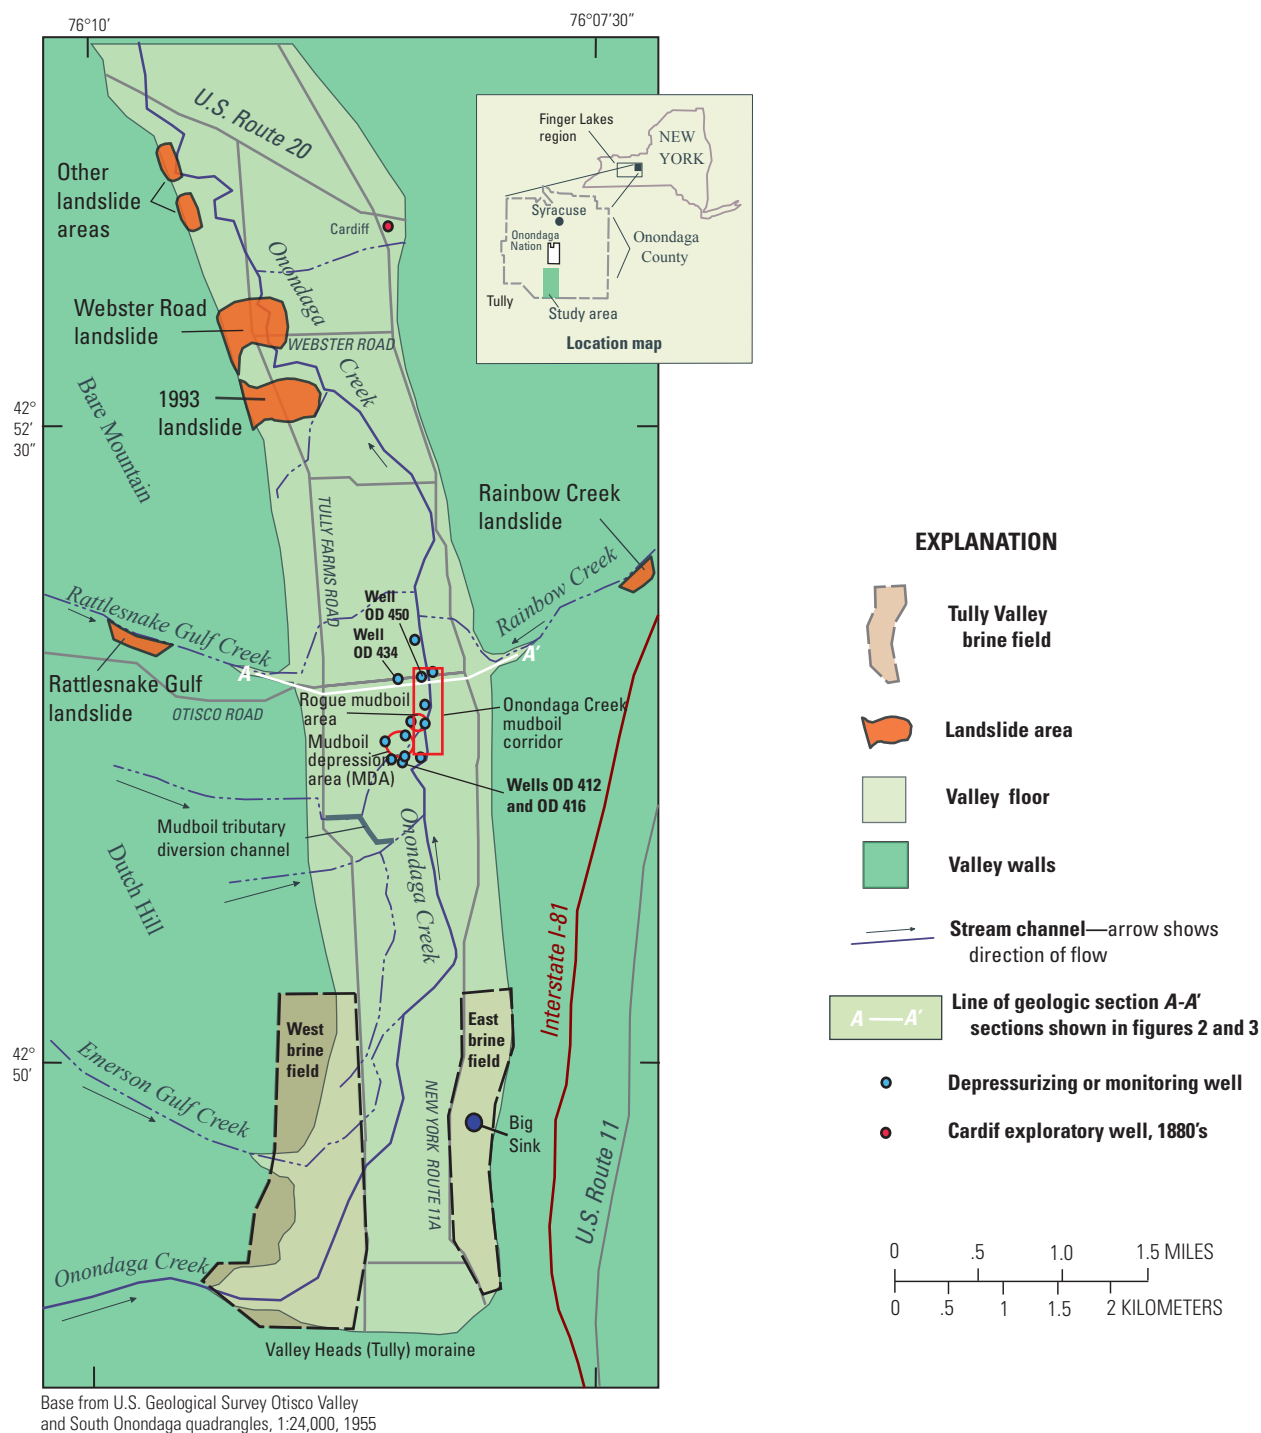 76°10′
76°07′30″
U.S. Route 20
Other
landslide
areas
Cardiff
Finger Lakes
region
NEW
YORK
Syracuse
Onondaga
Nation
Onondaga
County
Tully
Study area
Location map
Onondaga
Creek
Webster Road
landslide
WEBSTER ROAD
1993
landslide
Bare Mountain
42°
52′
30″
Rainbow Creek
landslide
TULLY FARMS ROAD
Rattlesnake Gulf Creek
Rainbow Creek
Well
OD 450
Well
OD 434
A
A′
Rattlesnake Gulf
landslide
OTISCO ROAD
Rogue mudboil
area
Onondaga Creek
mudboil
corridor
Mudboil
depression
area (MDA)
Wells OD 412
and OD 416
Mudboil tributary
diversion channel
Onondaga Creek
Dutch Hill
Interstate I-81
West
brine
field
East
brine
field
42°
50′
Emerson Gulf Creek
NEW YORK ROUTE 11A
Big
Sink
U.S. Route 11
Onondaga Creek
Valley Heads (Tully) moraine
Base from U.S. Geological Survey Otisco Valley
and South Onondaga quadrangles, 1:24,000, 1955
EXPLANATION
Tully Valley
brine field
Landslide area
Valley floor
Valley walls
Stream channel—arrow shows
direction of flow
A — A′
Line of geologic section A-A′
sections shown in figures 2 and 3
Depressurizing or monitoring well
Cardif exploratory well, 1880's
0 .5 1.0 1.5 MILES
0 .5 1 1.5 2 KILOMETERS